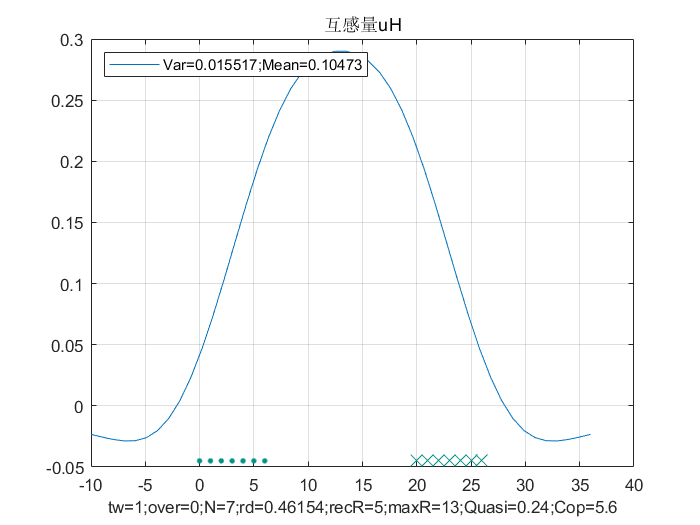 互感量uH
Var=0.015517;Mean=0.10473
0.3
0.25
0.2
0.15
0.1
0.05
0
-0.05
-10 -5 0 5 10 15 20 25 30 35 40
tw=1;over=0;N=7;rd=0.46154;recR=5;maxR=13;Quasi=0.24;Cop=5.6